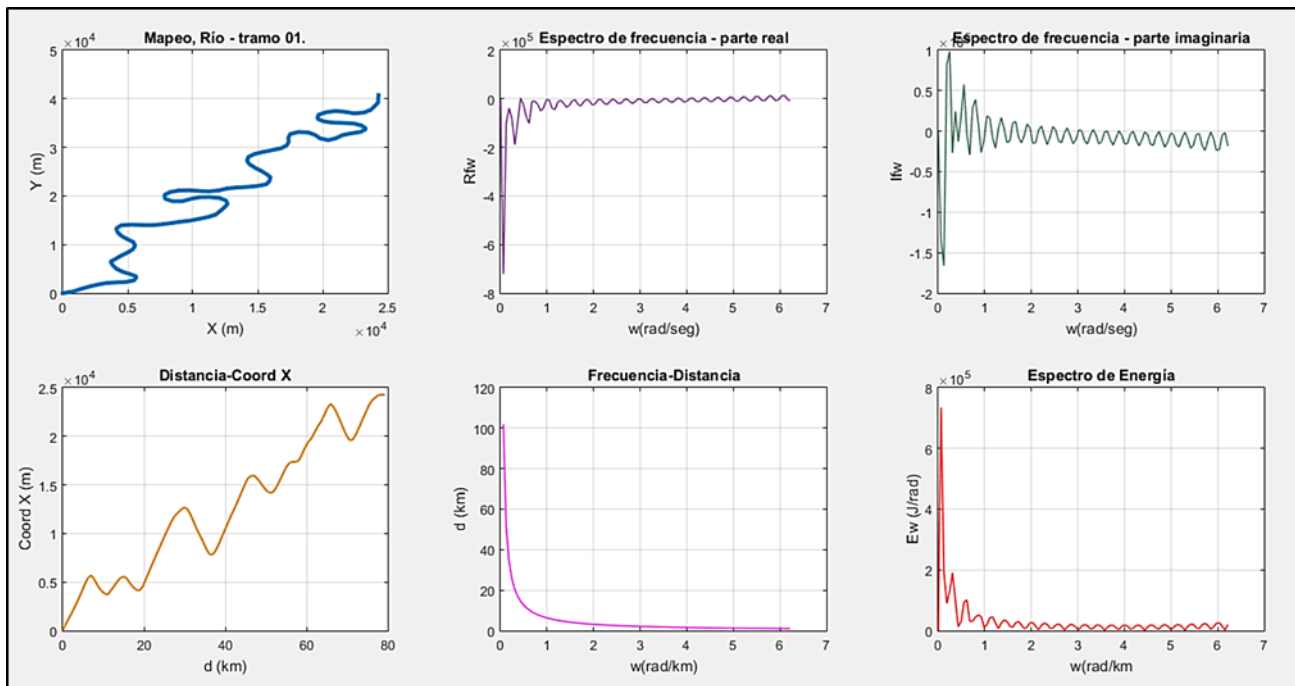 Mapeo, Río - tramo 01.
×10^4
5
4
3
2
1
0
Y (m)
0 0.5 1 1.5 2 2.5
X (m)
×10^4
Espectro de frecuencia - parte real
×10^5
2
0
-2
-4
-6
-8
Rfw
0 1 2 3 4 5 6 7
w(rad/seg)
Espectro de frecuencia - parte imaginaria
1
0.5
0
-0.5
-1
-1.5
-2
Ifw
0 1 2 3 4 5 6 7
w(rad/seg)
Distancia-Coord X
×10^4
2.5
2
1.5
1
0.5
0
Coord X (m)
0 20 40 60 80
d (km)
Frecuencia-Distancia
120
100
80
60
40
20
0
d (km)
0 1 2 3 4 5 6 7
w(rad/km)
Espectro de Energía
×10^5
8
6
4
2
0
Ew (J/rad)
0 1 2 3 4 5 6 7
w(rad/km